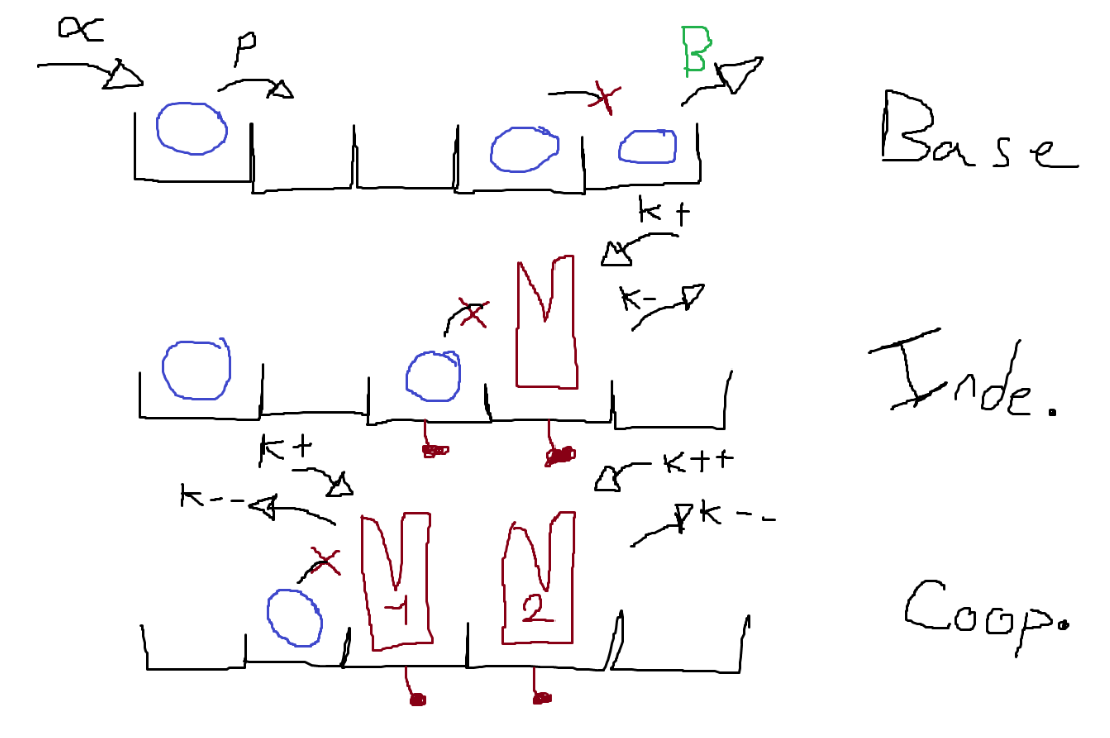 ∝ P B
Base
K+
K-
Inde.
K+ K++
K-- K--
1 2
Coop.